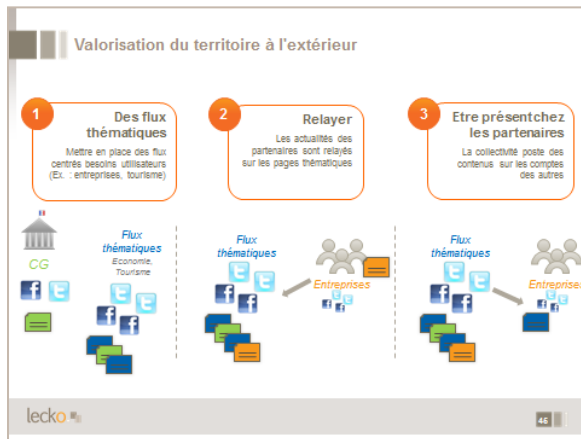 Valorisation du territoire à l'extérieur
1
Des flux
thématiques
Mettre en place des flux
centrés besoins utilisateurs
(Ex. : entreprises, tourisme)
2
Relayer
Les actualités des
partenaires sont relayés
sur les pages thématiques
3
Etre présent chez
les partenaires
La collectivité poste des
contenus sur les comptes
des autres
CG
Flux
thématiques
Economie,
Tourisme
Flux
thématiques
Entreprises
Flux
thématiques
Entreprises
lecko
46